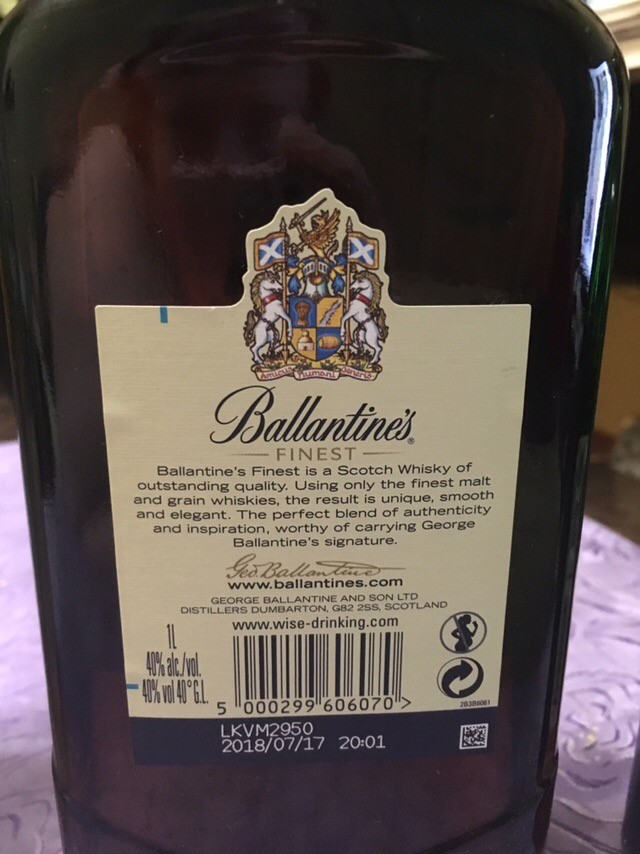 Amicus Humani Generis
Ballantine's®
FINEST
Ballantine's Finest is a Scotch Whisky of
outstanding quality. Using only the finest malt
and grain whiskies, the result is unique, smooth
and elegant. The perfect blend of authenticity
and inspiration, worthy of carrying George
Ballantine's signature.
Geo. Ballantine
www.ballantines.com
GEORGE BALLANTINE AND SON LTD
DISTILLERS DUMBARTON, G82 2SS, SCOTLAND
www.wise-drinking.com
1L
40% alc./vol.
40% vol 40° G.L.
5 000299 606070 >
2B3B6061
LKVM2950
2018/07/17 20:01